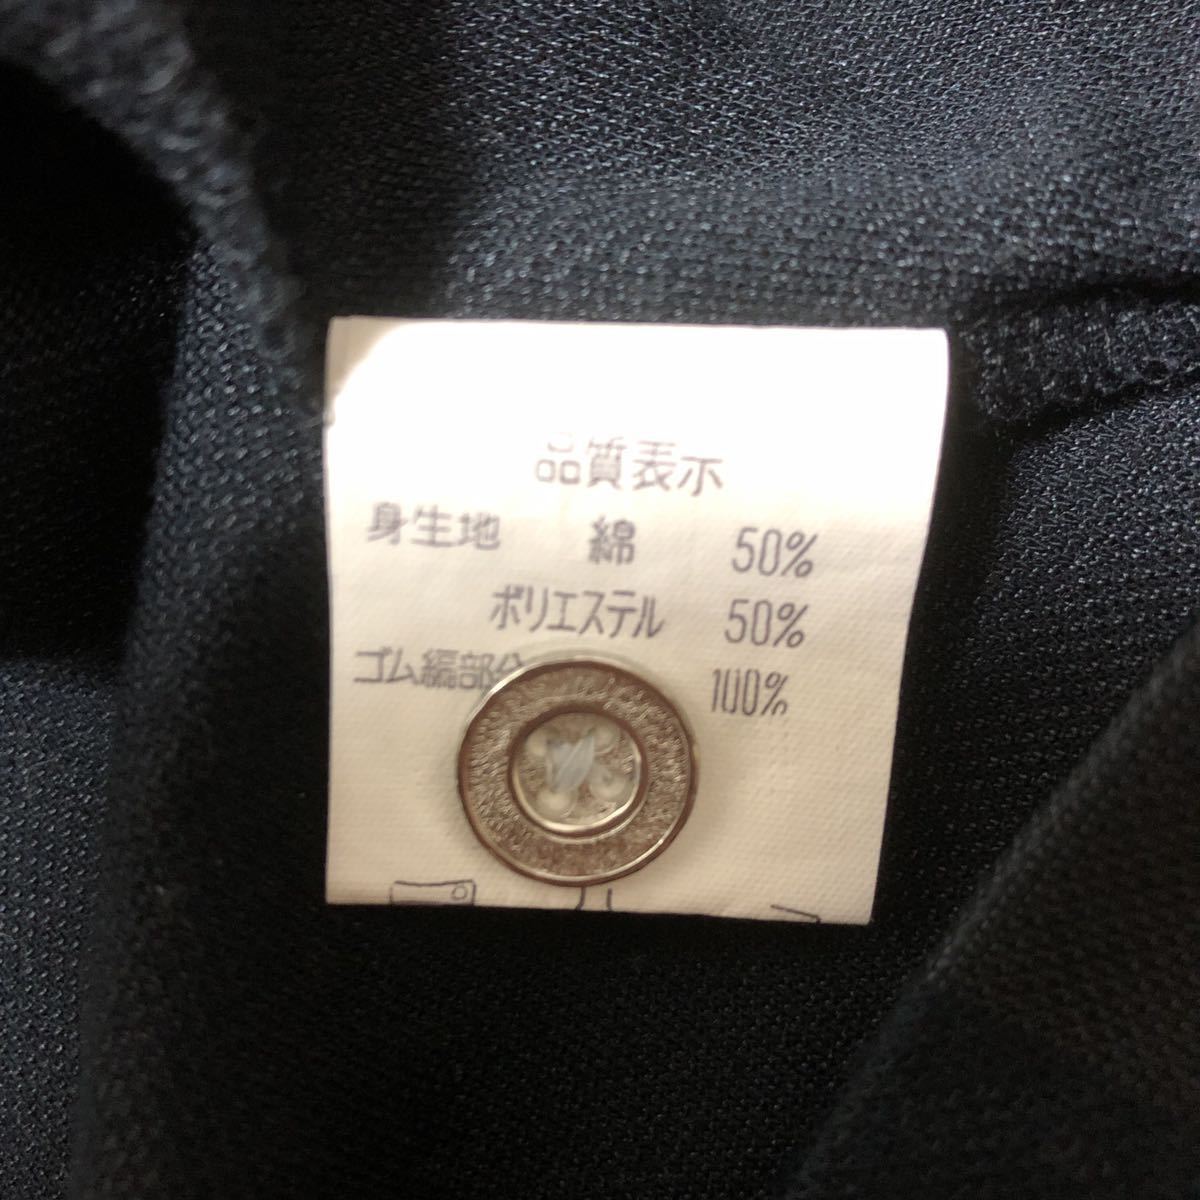 品質表示
身生地 綿 50%
ポリエステル 50%
ゴム編部分 100%